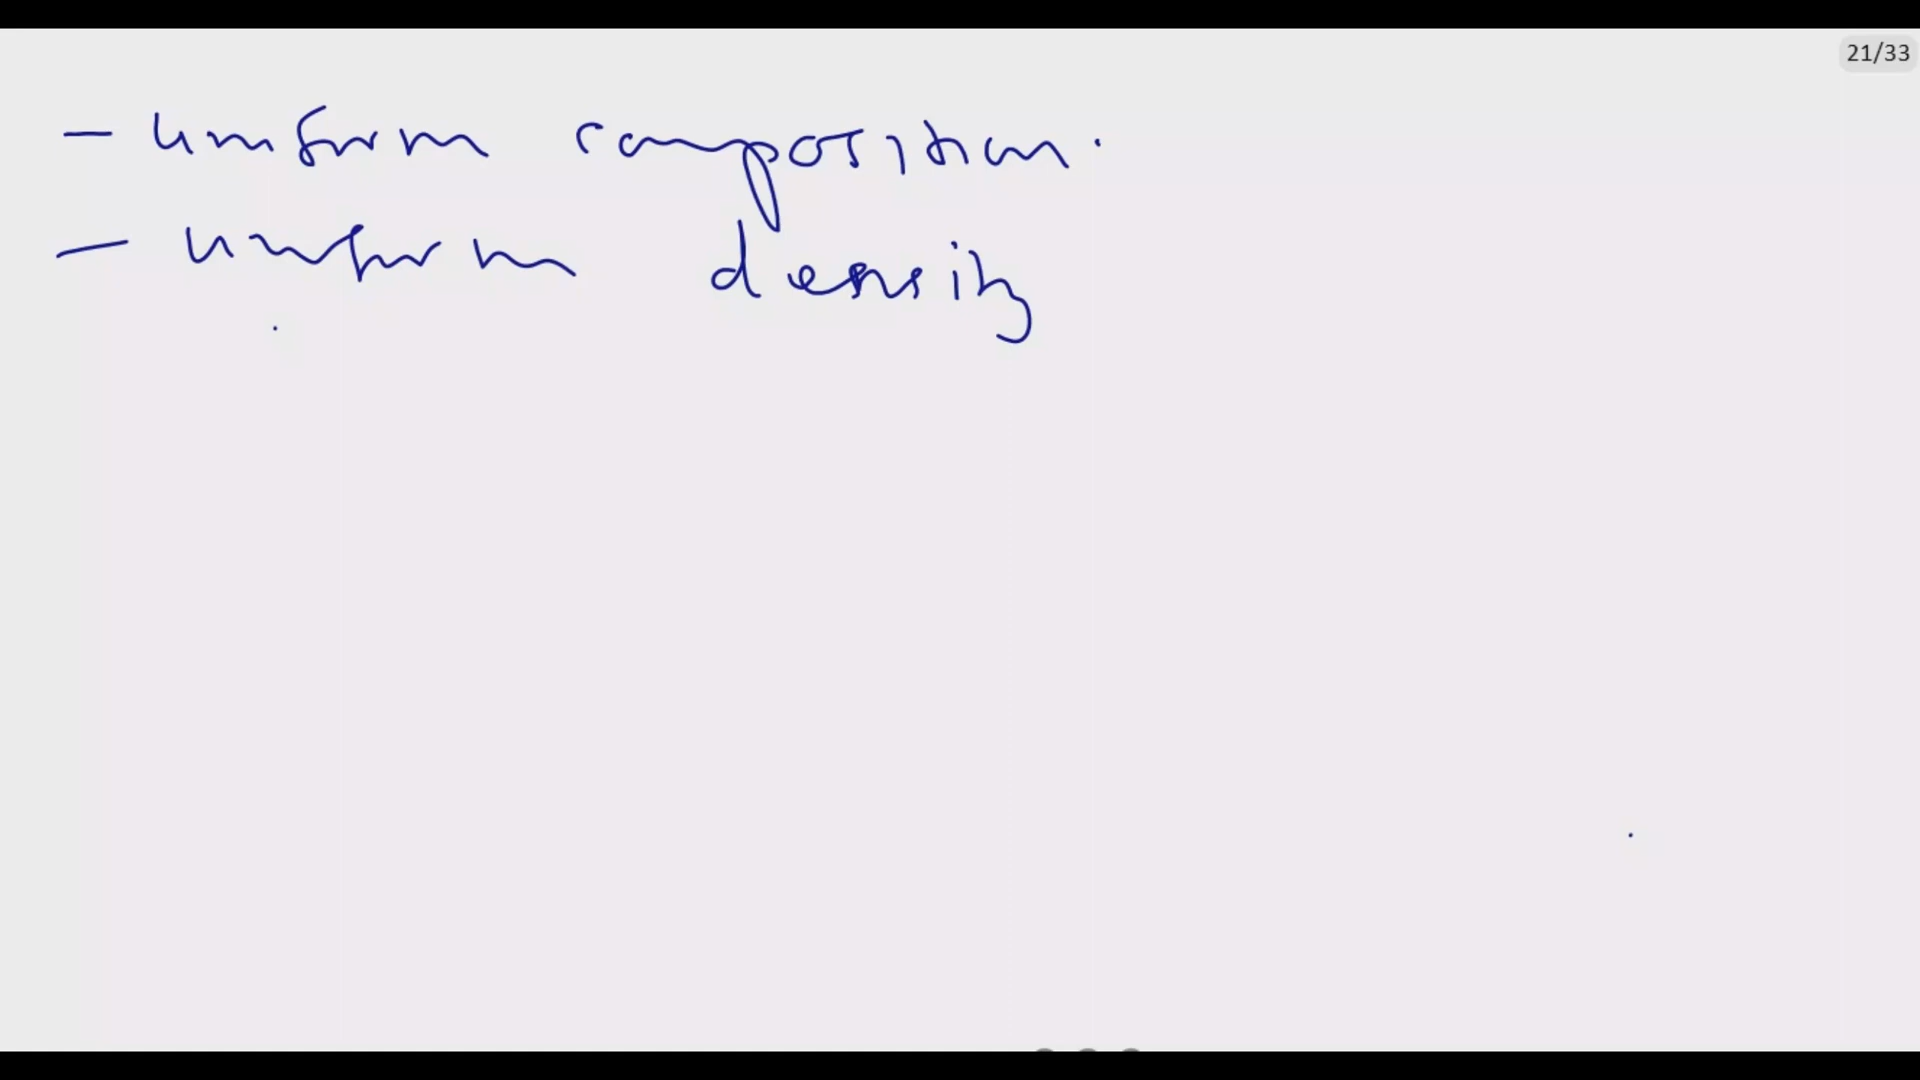 21/33
- uniform composition.
- uniform density